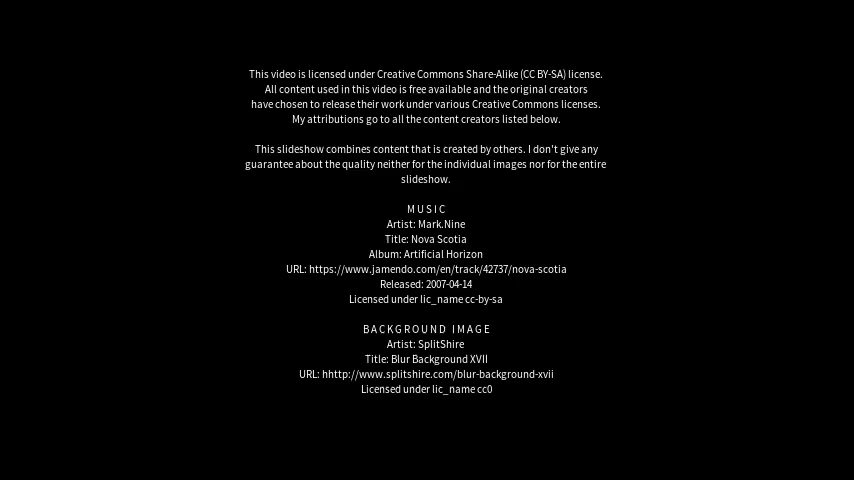 This video is licensed under Creative Commons Share-Alike (CC BY-SA) license.
All content used in this video is free available and the original creators
have chosen to release their work under various Creative Commons licenses.
My attributions go to all the content creators listed below.
This slideshow combines content that is created by others. I don't give any
guarantee about the quality neither for the individual images nor for the entire
slideshow.
MUSIC
Artist: Mark.Nine
Title: Nova Scotia
Album: Artificial Horizon
URL: https://www.jamendo.com/en/track/42737/nova-scotia
Released: 2007-04-14
Licensed under lic_name cc-by-sa
BACKGROUND IMAGE
Artist: SplitShire
Title: Blur Background XVII
URL: hhttp://www.splitshire.com/blur-background-xvii
Licensed under lic_name cc0